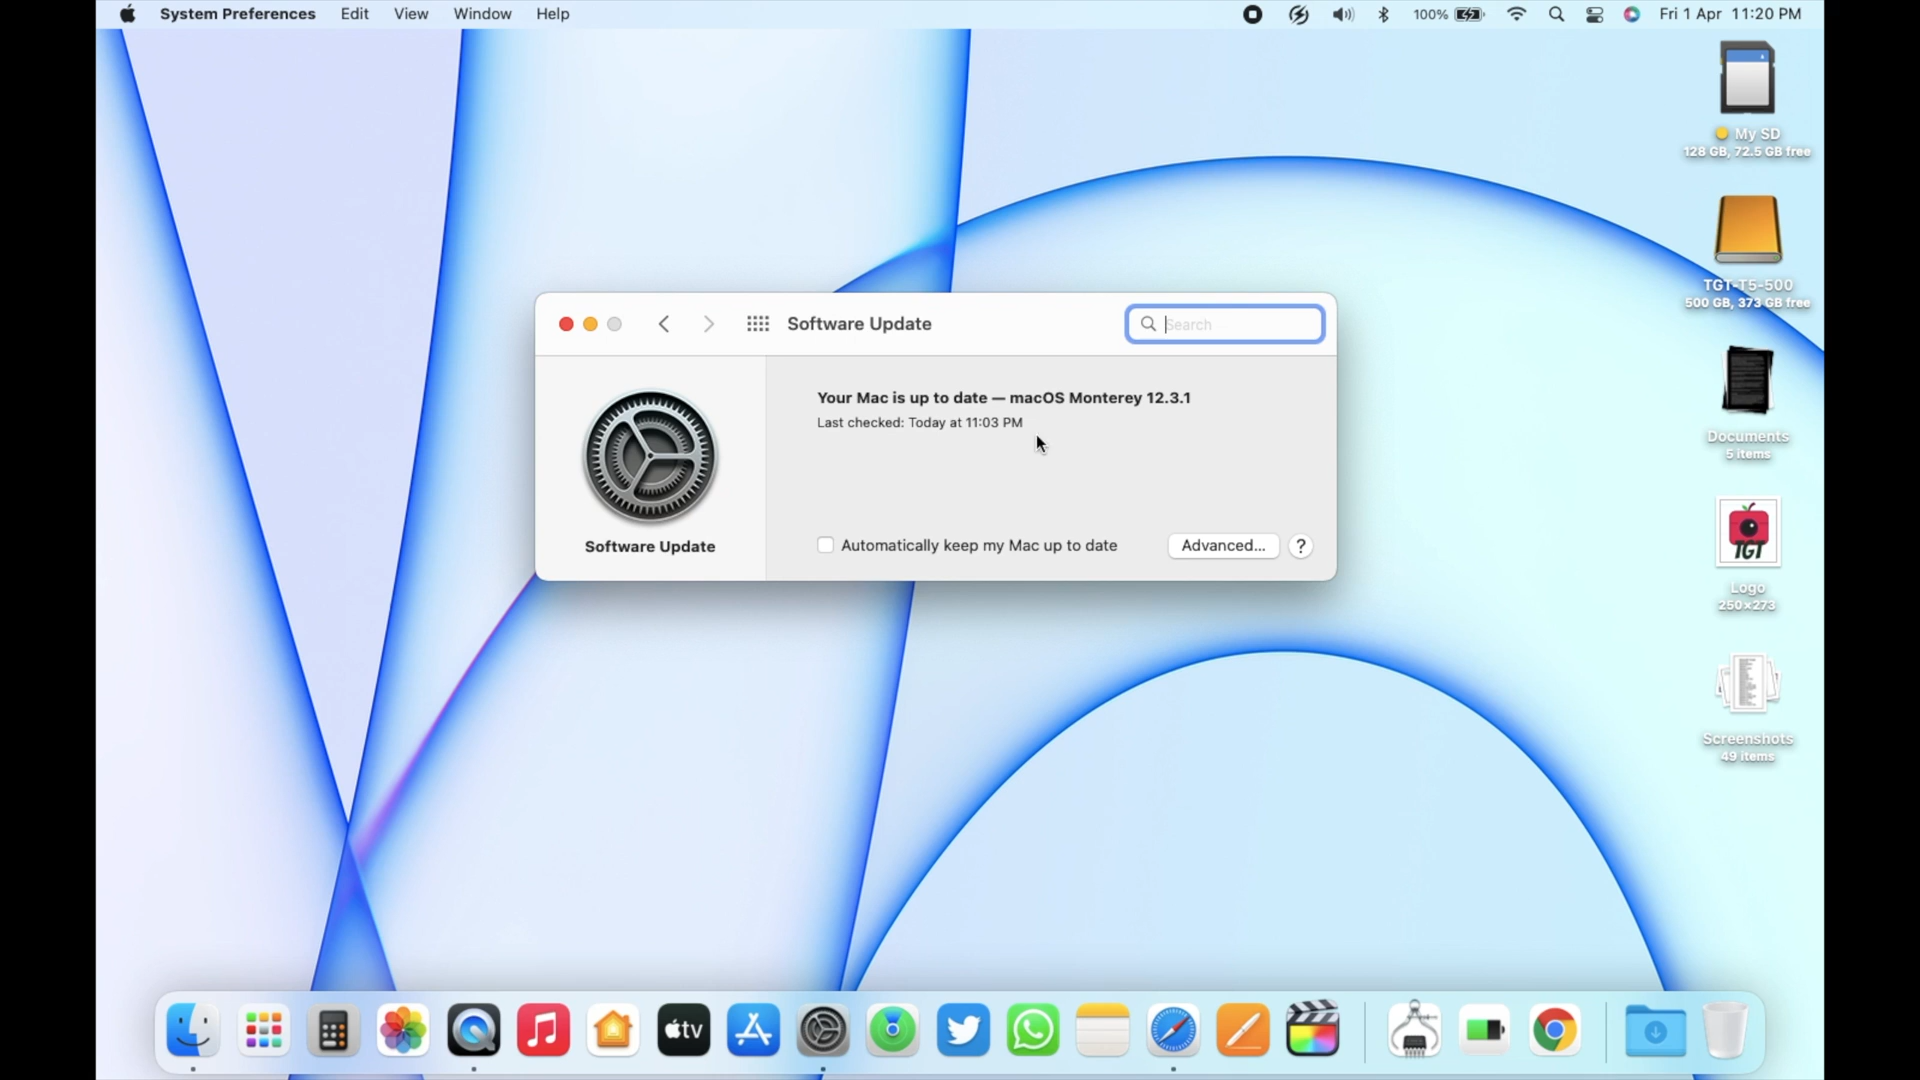 System Preferences Edit View Window Help
100% Fri 1 Apr 11:20 PM
My SD
128 GB, 72.5 GB free
TGT-T5-500
500 GB, 373 GB free
Documents
5 items
TGT
Logo
250×273
Screenshots
49 items
Software Update
Search
Your Mac is up to date — macOS Monterey 12.3.1
Last checked: Today at 11:03 PM
Software Update
Automatically keep my Mac up to date
Advanced...
?
tv